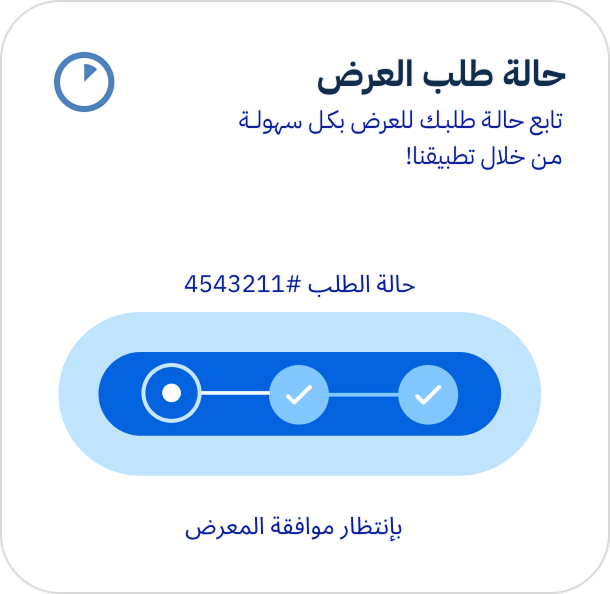 حالة طلب العرض
تابع حالة طلبك للعرض بكل سهولة
من خلال تطبيقنا!
حالة الطلب #4543211
بإنتظار موافقة المعرض